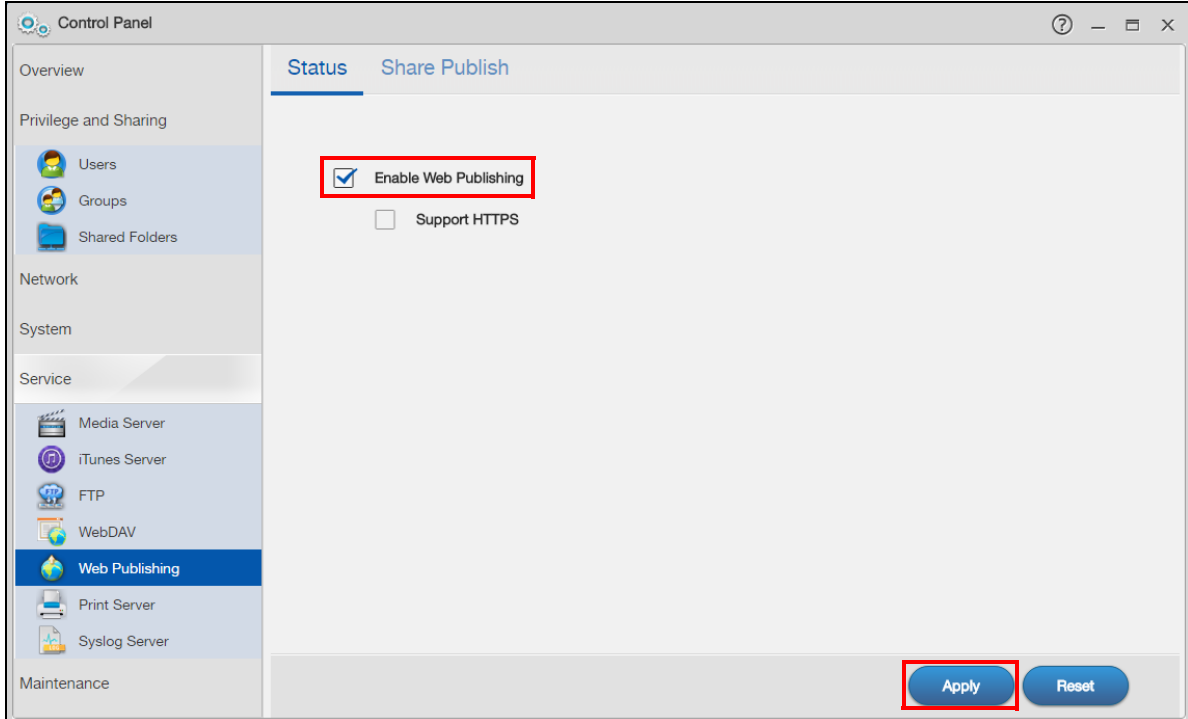 Control Panel
Overview
Status Share Publish
Privilege and Sharing
Users
Enable Web Publishing
Groups
Support HTTPS
Shared Folders
Network
System
Service
Media Server
iTunes Server
FTP
WebDAV
Web Publishing
Print Server
Syslog Server
Maintenance
Apply Reset